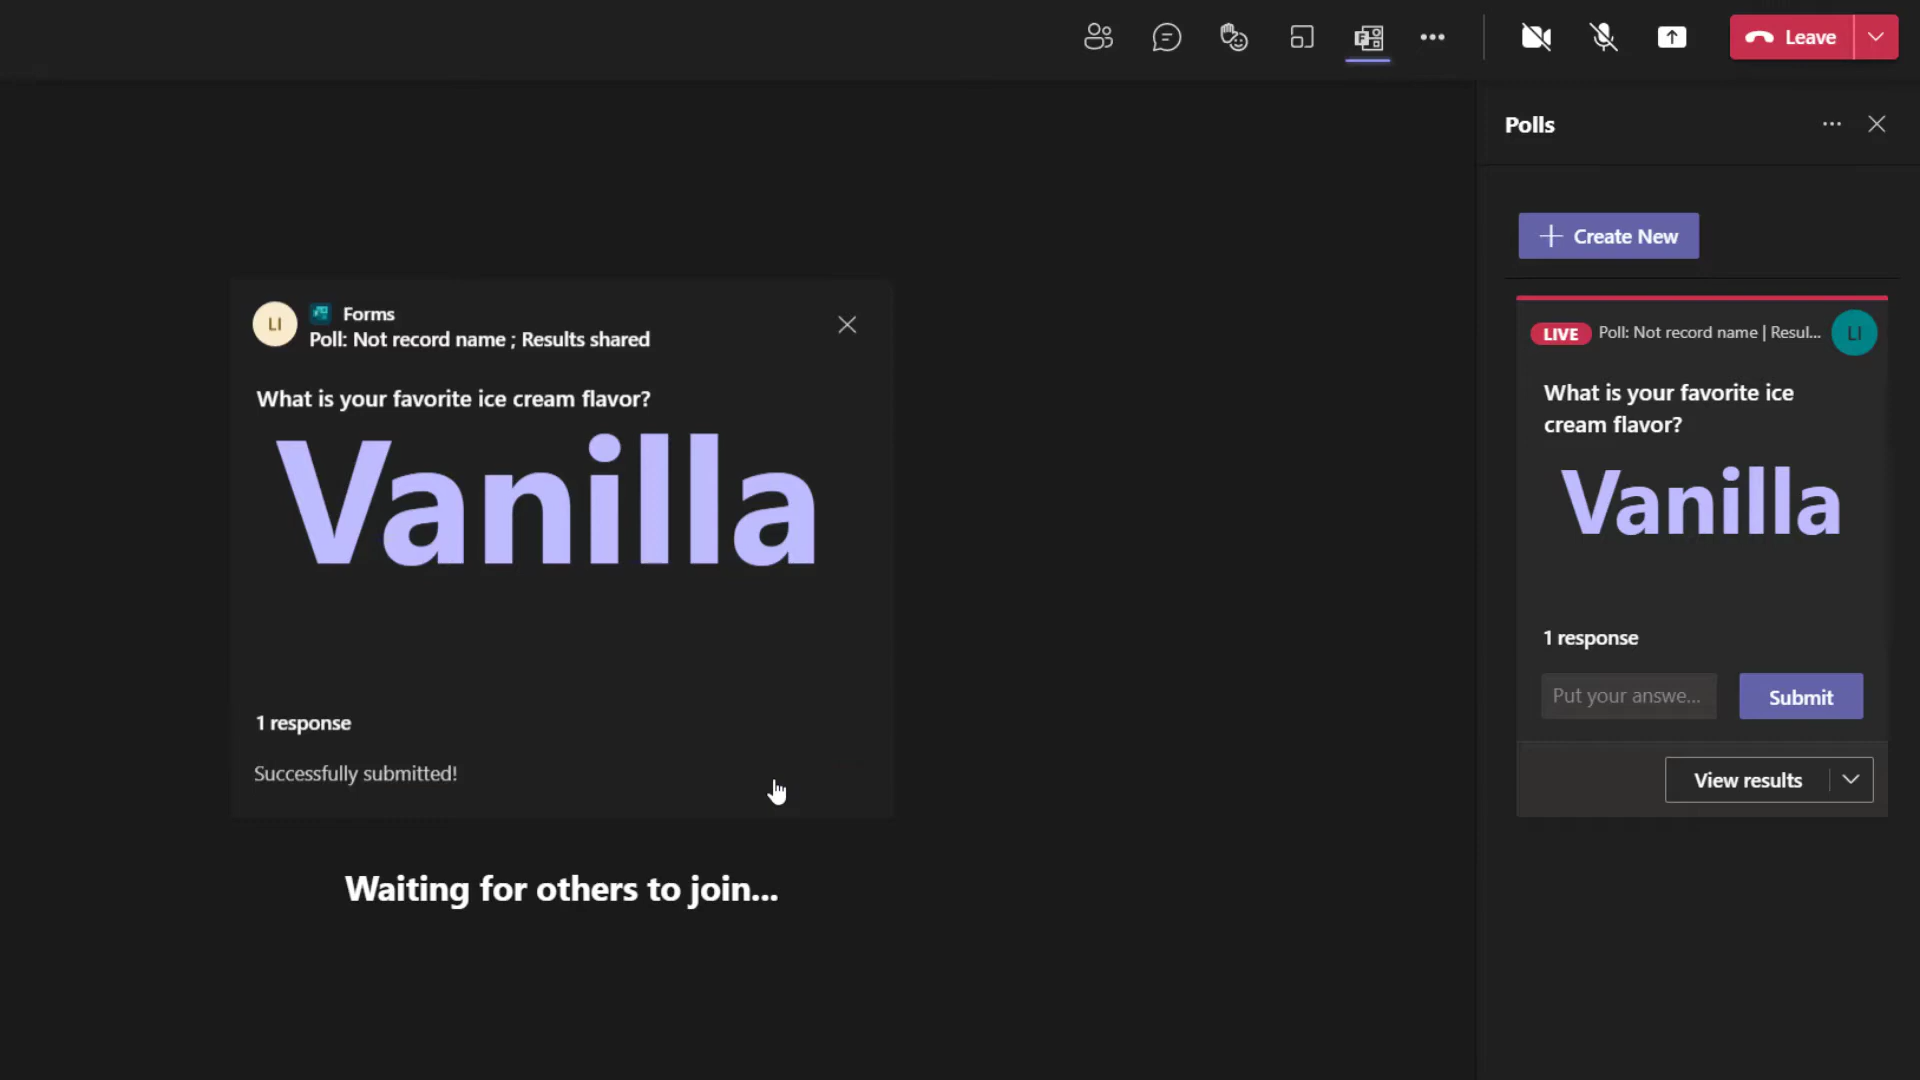 Leave
Polls
Create New
LI
Forms
Poll: Not record name ; Results shared
What is your favorite ice cream flavor?
Vanilla
1 response
Successfully submitted!
Waiting for others to join...
LIVE
Poll: Not record name | Resul...
LI
What is your favorite ice
cream flavor?
Vanilla
1 response
Put your answe...
Submit
View results